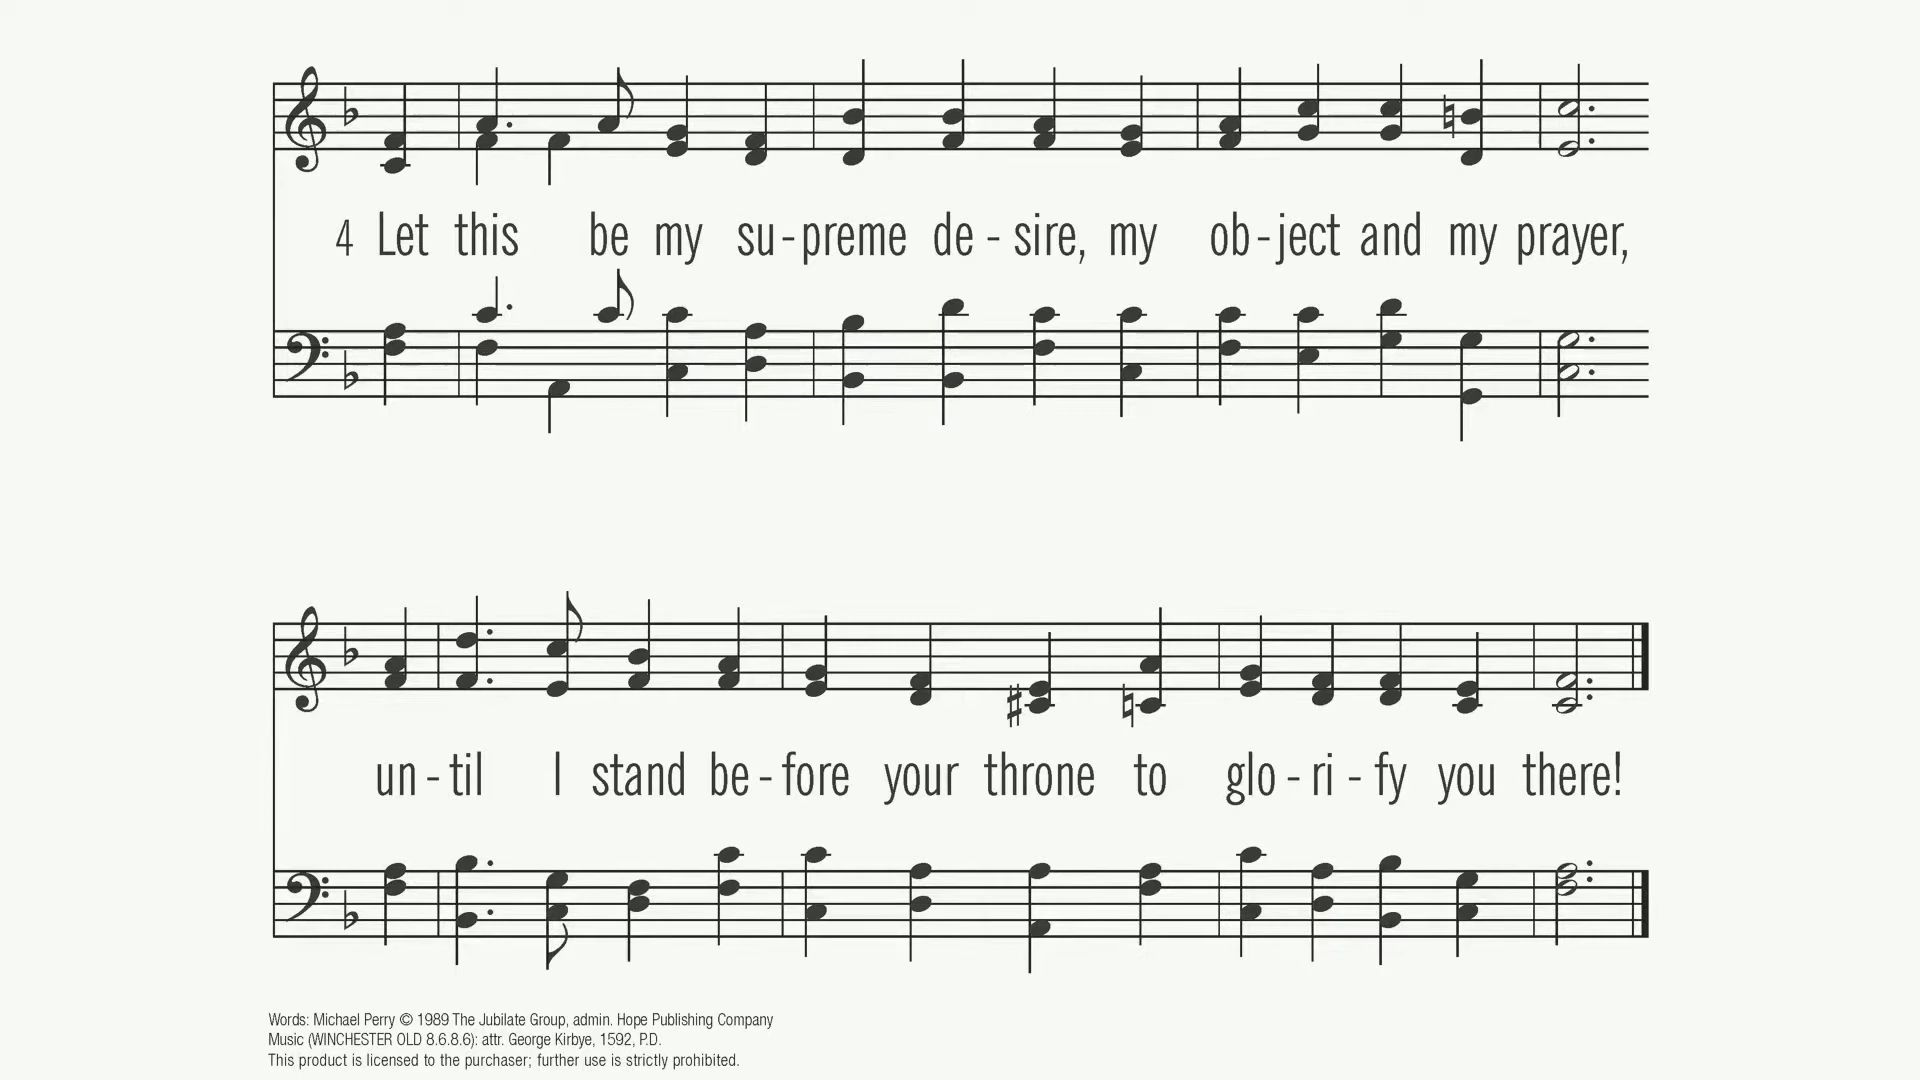 4 Let this be my su - preme de - sire, my ob - ject and my prayer,
un - til I stand be - fore your throne to glo - ri - fy you there!
Words: Michael Perry © 1989 The Jubilate Group, admin. Hope Publishing Company
Music (WINCHESTER OLD 8.6.8.6): attr. George Kirbye, 1592, P.D.
This product is licensed to the purchaser; further use is strictly prohibited.